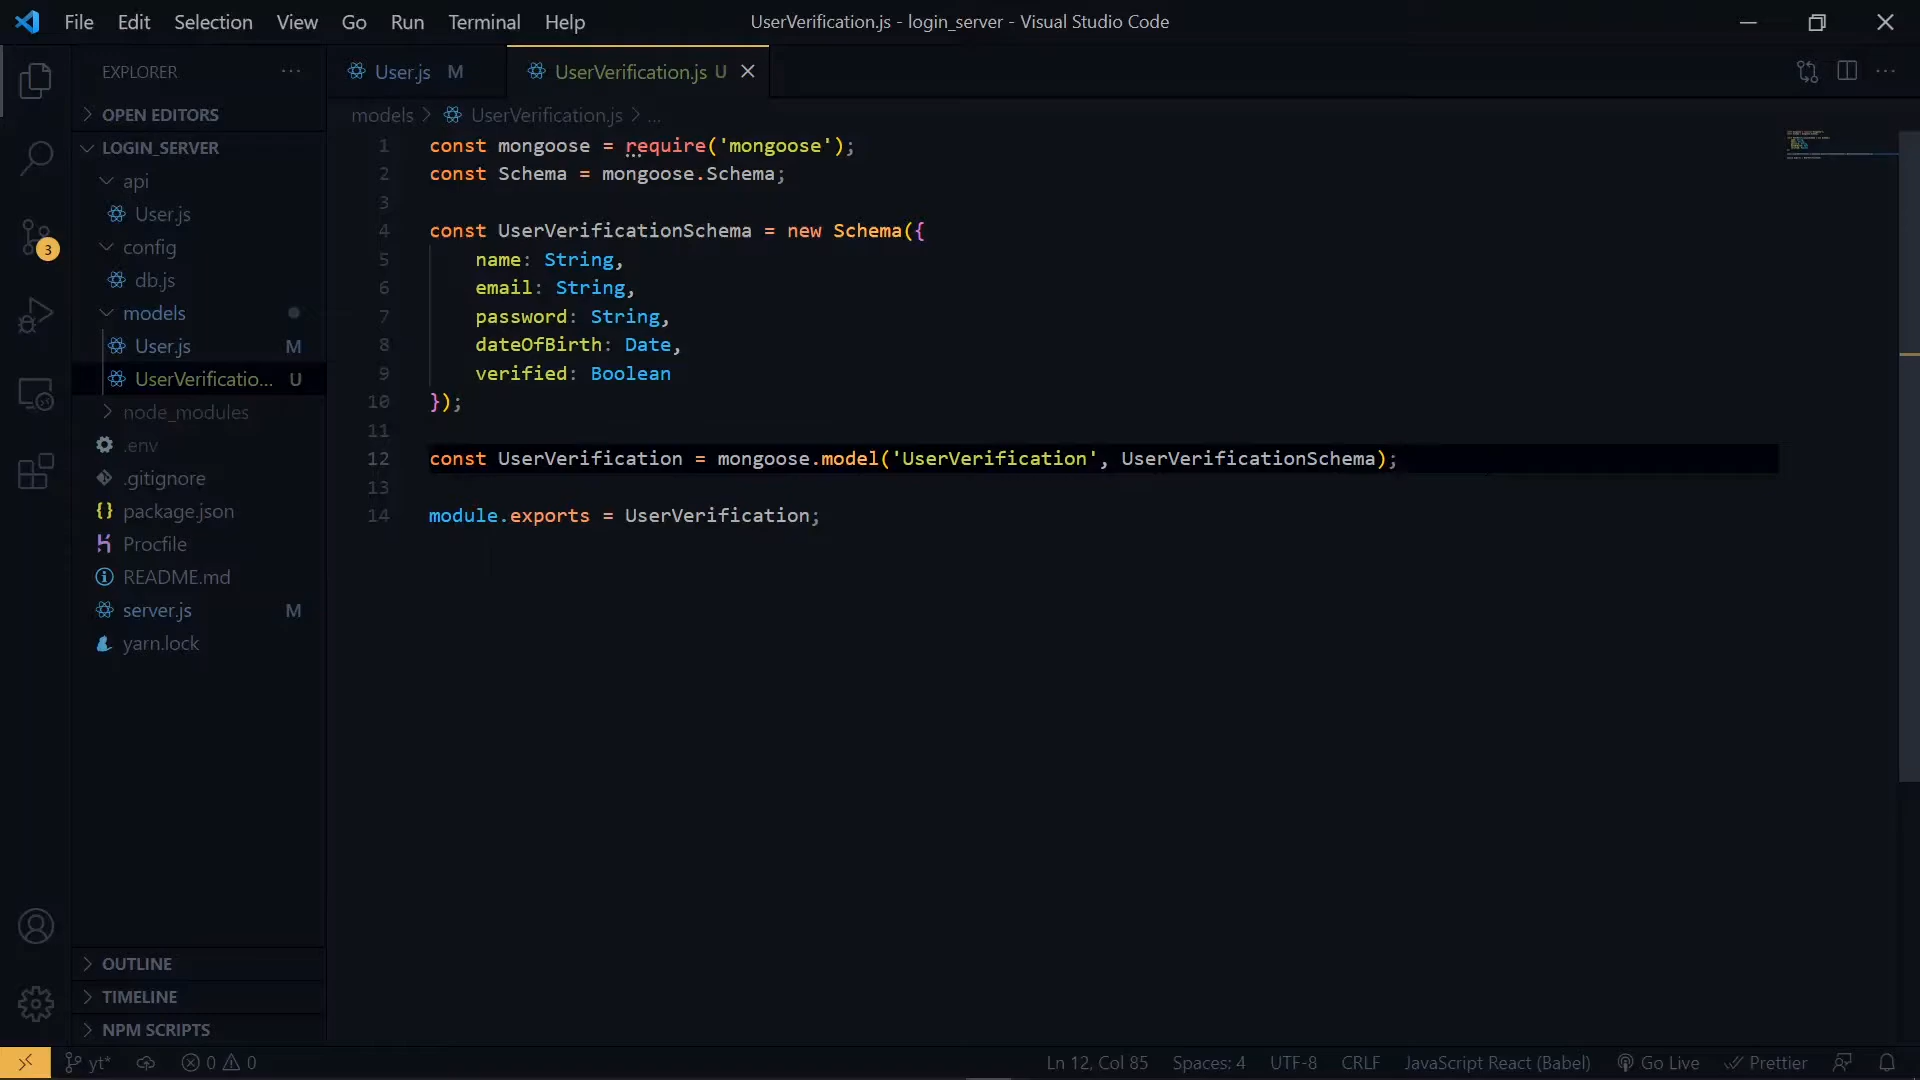 File Edit Selection View Go Run Terminal Help UserVerification.js - login_server - Visual Studio Code
EXPLORER ...
OPEN EDITORS
LOGIN_SERVER
api
User.js
config
db.js
models
User.js M
UserVerificatio... U
node_modules
.env
.gitignore
package.json
Procfile
README.md
server.js M
yarn.lock
OUTLINE
TIMELINE
NPM SCRIPTS
3
User.js M UserVerification.js U
models > UserVerification.js > ...
1 const mongoose = require('mongoose');
2 const Schema = mongoose.Schema;
3
4 const UserVerificationSchema = new Schema({
5 name: String,
6 email: String,
7 password: String,
8 dateOfBirth: Date,
9 verified: Boolean
10 });
11
12 const UserVerification = mongoose.model('UserVerification', UserVerificationSchema);
13
14 module.exports = UserVerification;
yt* 0 0 Ln 12, Col 85 Spaces: 4 UTF-8 CRLF JavaScript React (Babel) Go Live Prettier